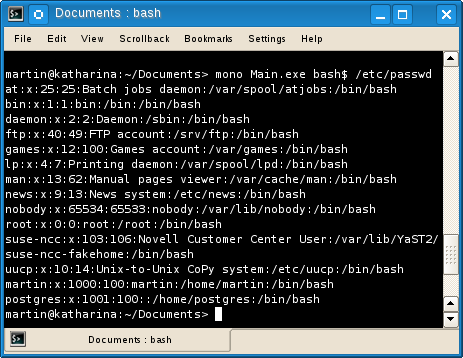 Documents : bash
File Edit View Scrollback Bookmarks Settings Help
martin@katharina:~/Documents> mono Main.exe bash$ /etc/passwd
at:x:25:25:Batch jobs daemon:/var/spool/atjobs:/bin/bash
bin:x:1:1:bin:/bin:/bin/bash
daemon:x:2:2:Daemon:/sbin:/bin/bash
ftp:x:40:49:FTP account:/srv/ftp:/bin/bash
games:x:12:100:Games account:/var/games:/bin/bash
lp:x:4:7:Printing daemon:/var/spool/lpd:/bin/bash
man:x:13:62:Manual pages viewer:/var/cache/man:/bin/bash
news:x:9:13:News system:/etc/news:/bin/bash
nobody:x:65534:65533:nobody:/var/lib/nobody:/bin/bash
root:x:0:0:root:/root:/bin/bash
suse-ncc:x:103:106:Novell Customer Center User:/var/lib/YaST2/
suse-ncc-fakehome:/bin/bash
uucp:x:10:14:Unix-to-Unix CoPy system:/etc/uucp:/bin/bash
martin:x:1000:100:martin:/home/martin:/bin/bash
postgres:x:1001:100::/home/postgres:/bin/bash
martin@katharina:~/Documents>
Documents : bash